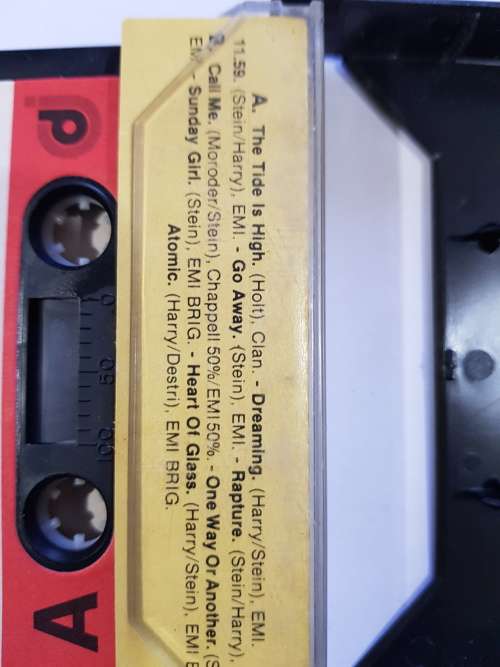 A. The Tide Is High. (Holt), Clan. - Dreaming. (Harry/Stein), EMI.
11.59. (Stein/Harry), EMI. - Go Away. (Stein), EMI. - Rapture. (Stein/Harry),
B. Call Me. (Moroder/Stein), Chappell 50%/EMI 50%. - One Way Or Another. (S
EMI - Sunday Girl. (Stein), EMI BRIG. - Heart Of Glass. (Harry/Stein), EMI B
Atomic. (Harry/Destri), EMI BRIG.
0 50 100
A